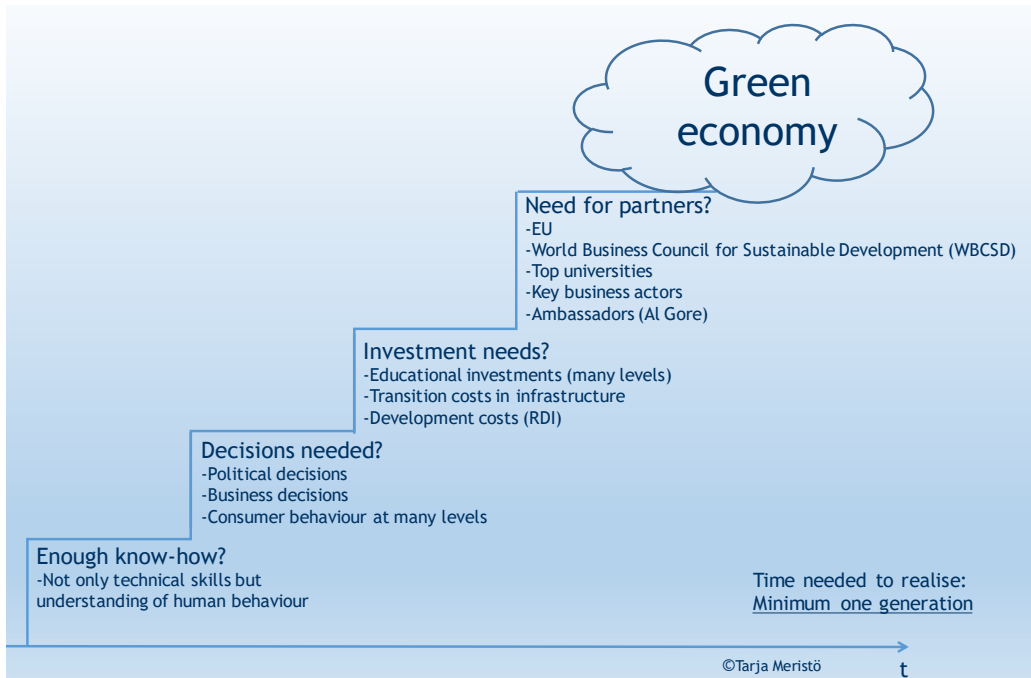 Green
economy
Need for partners?
-EU
-World Business Council for Sustainable Development (WBCSD)
-Top universities
-Key business actors
-Ambassadors (Al Gore)
Investment needs?
-Educational investments (many levels)
-Transition costs in infrastructure
-Development costs (RDI)
Decisions needed?
-Political decisions
-Business decisions
-Consumer behaviour at many levels
Enough know-how?
-Not only technical skills but
understanding of human behaviour
Time needed to realise:
Minimum one generation
©Tarja Meristö
t